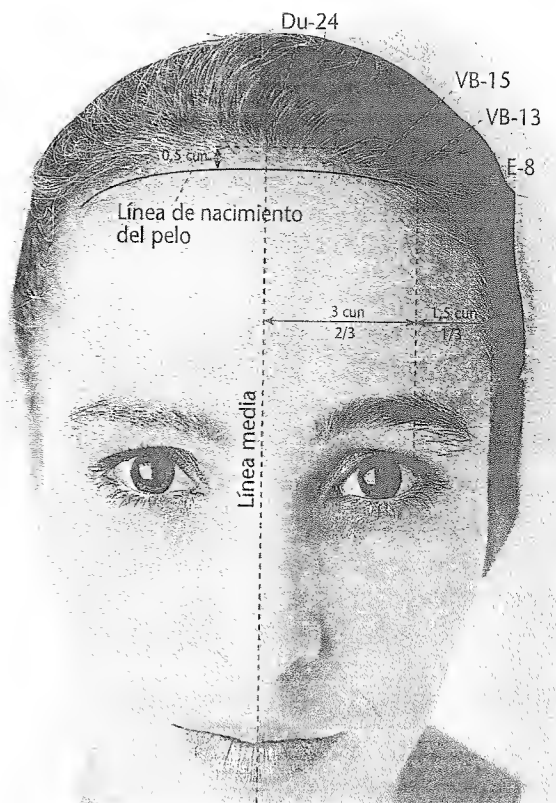 Du-24
VB-15
VB-13
E-8
0,5 cun
Línea de nacimiento
del pelo
3 cun
1,5 cun
2/3
1/3
Línea media